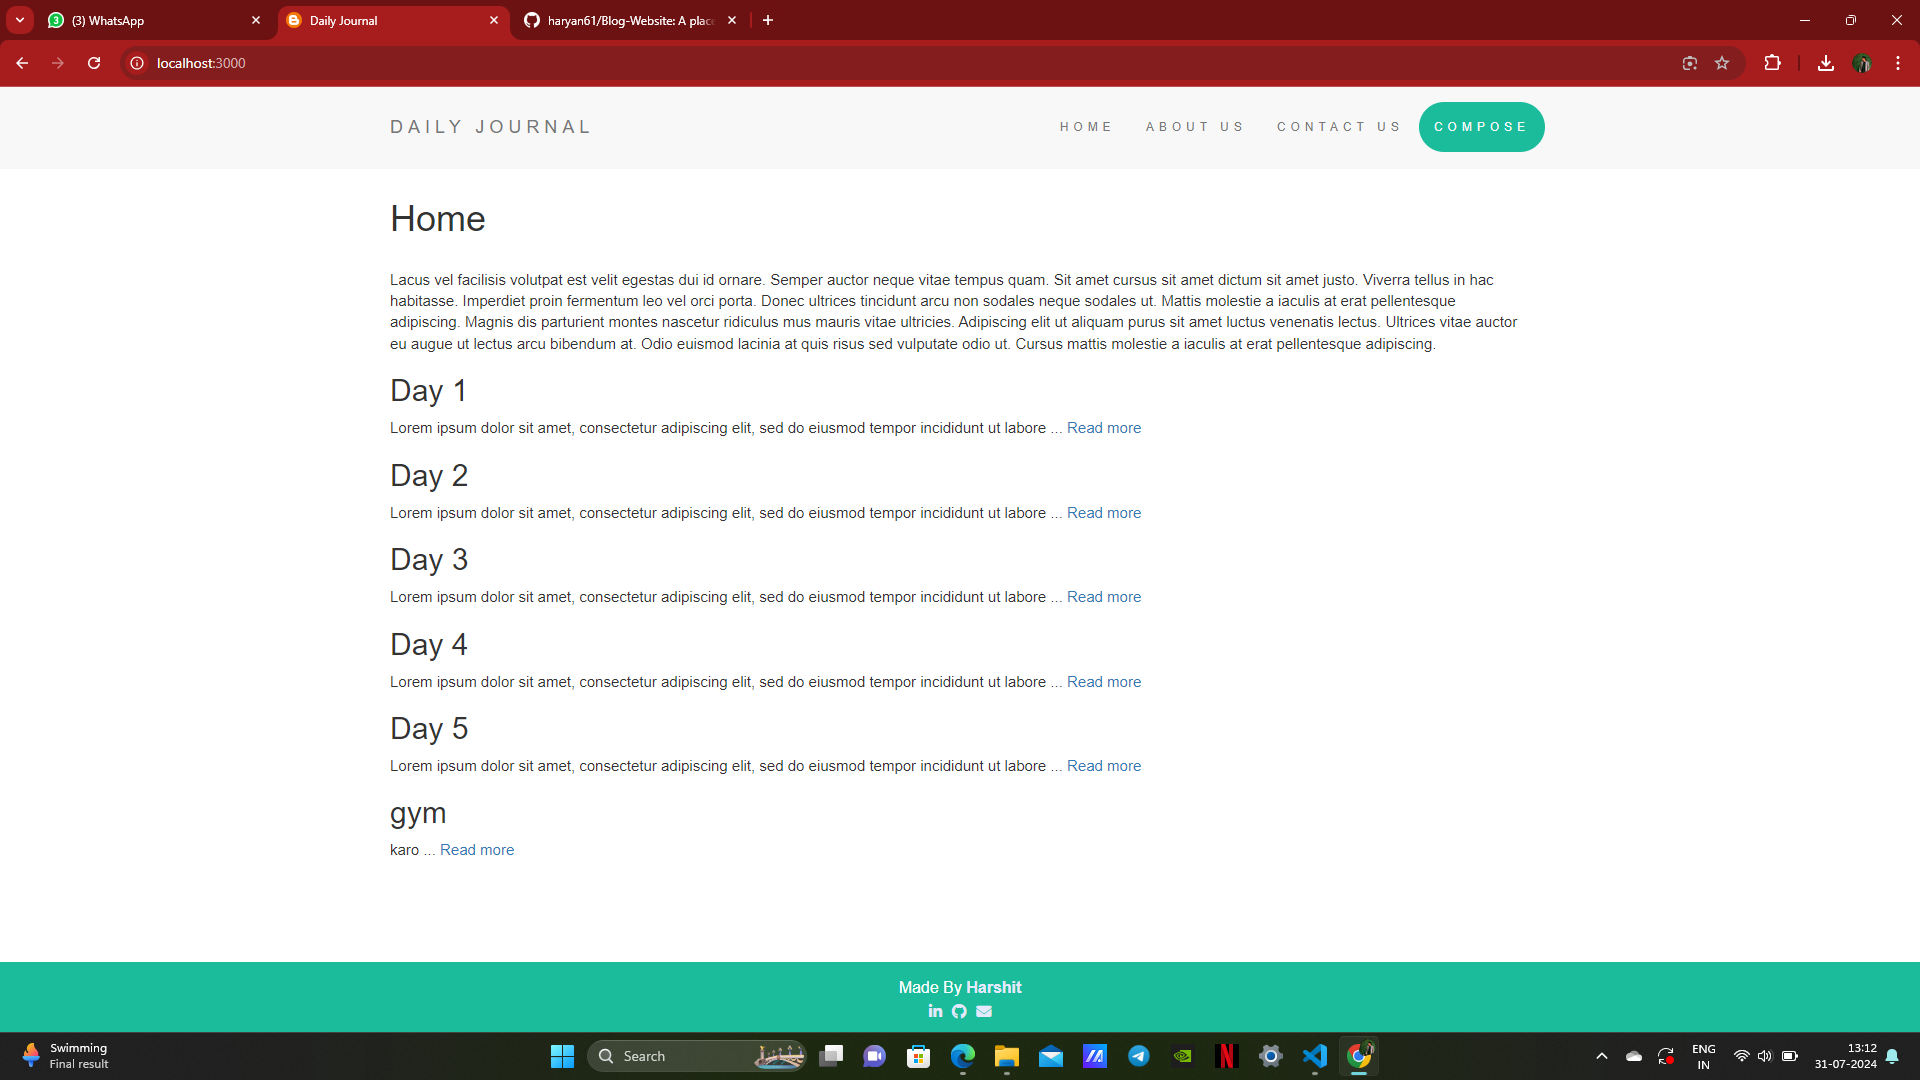 (3) WhatsApp
Daily Journal
haryan61/Blog-Website: A place
localhost:3000
DAILY JOURNAL
HOME
ABOUT US
CONTACT US
COMPOSE
Home
Lacus vel facilisis volutpat est velit egestas dui id ornare. Semper auctor neque vitae tempus quam. Sit amet cursus sit amet dictum sit amet justo. Viverra tellus in hac
habitasse. Imperdiet proin fermentum leo vel orci porta. Donec ultrices tincidunt arcu non sodales neque sodales ut. Mattis molestie a iaculis at erat pellentesque
adipiscing. Magnis dis parturient montes nascetur ridiculus mus mauris vitae ultricies. Adipiscing elit ut aliquam purus sit amet luctus venenatis lectus. Ultrices vitae auctor
eu augue ut lectus arcu bibendum at. Odio euismod lacinia at quis risus sed vulputate odio ut. Cursus mattis molestie a iaculis at erat pellentesque adipiscing.
Day 1
Lorem ipsum dolor sit amet, consectetur adipiscing elit, sed do eiusmod tempor incididunt ut labore ... Read more
Day 2
Lorem ipsum dolor sit amet, consectetur adipiscing elit, sed do eiusmod tempor incididunt ut labore ... Read more
Day 3
Lorem ipsum dolor sit amet, consectetur adipiscing elit, sed do eiusmod tempor incididunt ut labore ... Read more
Day 4
Lorem ipsum dolor sit amet, consectetur adipiscing elit, sed do eiusmod tempor incididunt ut labore ... Read more
Day 5
Lorem ipsum dolor sit amet, consectetur adipiscing elit, sed do eiusmod tempor incididunt ut labore ... Read more
gym
karo ... Read more
Made By Harshit
Swimming
Final result
Search
ENG
IN
13:12
31-07-2024